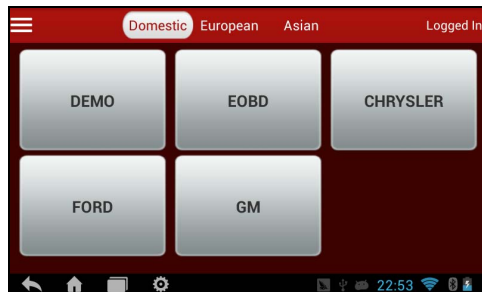 Domestic European Asian Logged In
DEMO EOBD CHRYSLER
FORD GM
22:53